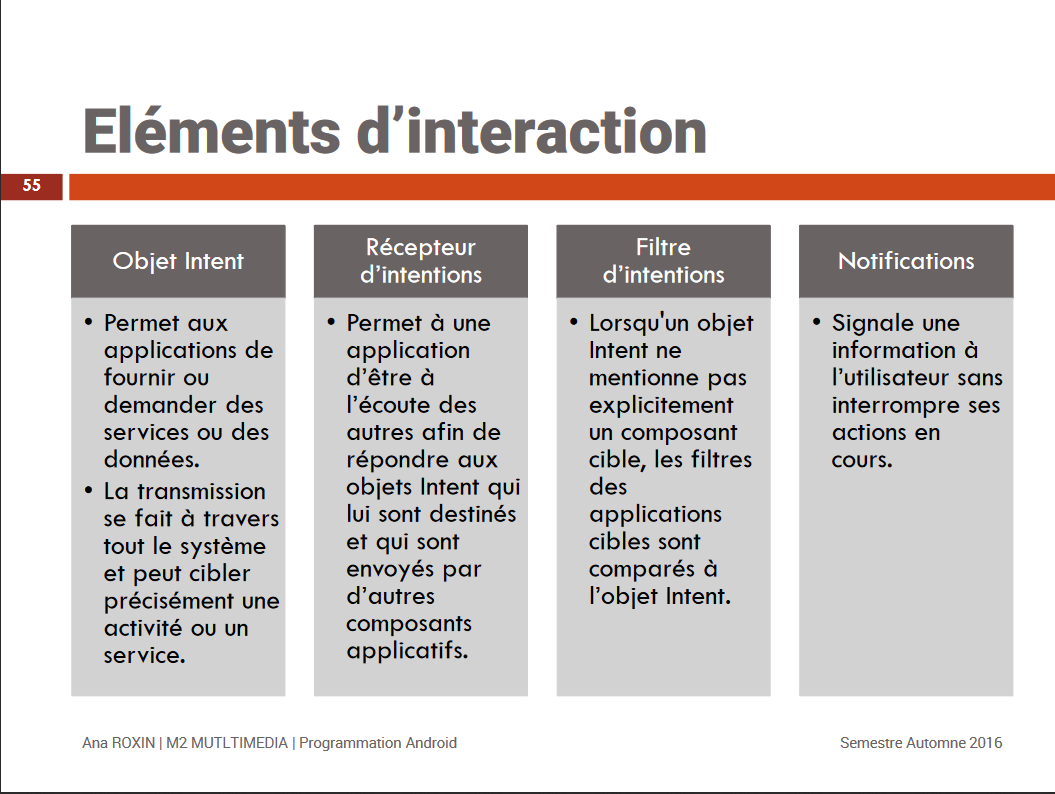 Eléments d’interaction
55
Objet Intent
• Permet aux
applications de
fournir ou
demander des
services ou des
données.
• La transmission
se fait à travers
tout le système
et peut cibler
précisément une
activité ou un
service.
Récepteur
d’intentions
• Permet à une
application
d’être à
l’écoute des
autres afin de
répondre aux
objets Intent qui
lui sont destinés
et qui sont
envoyés par
d’autres
composants
applicatifs.
Filtre
d’intentions
• Lorsqu'un objet
Intent ne
mentionne pas
explicitement
un composant
cible, les filtres
des
applications
cibles sont
comparés à
l’objet Intent.
Notifications
• Signale une
information à
l’utilisateur sans
interrompre ses
actions en
cours.
Ana ROXIN | M2 MUTLTIMEDIA | Programmation Android
Semestre Automne 2016